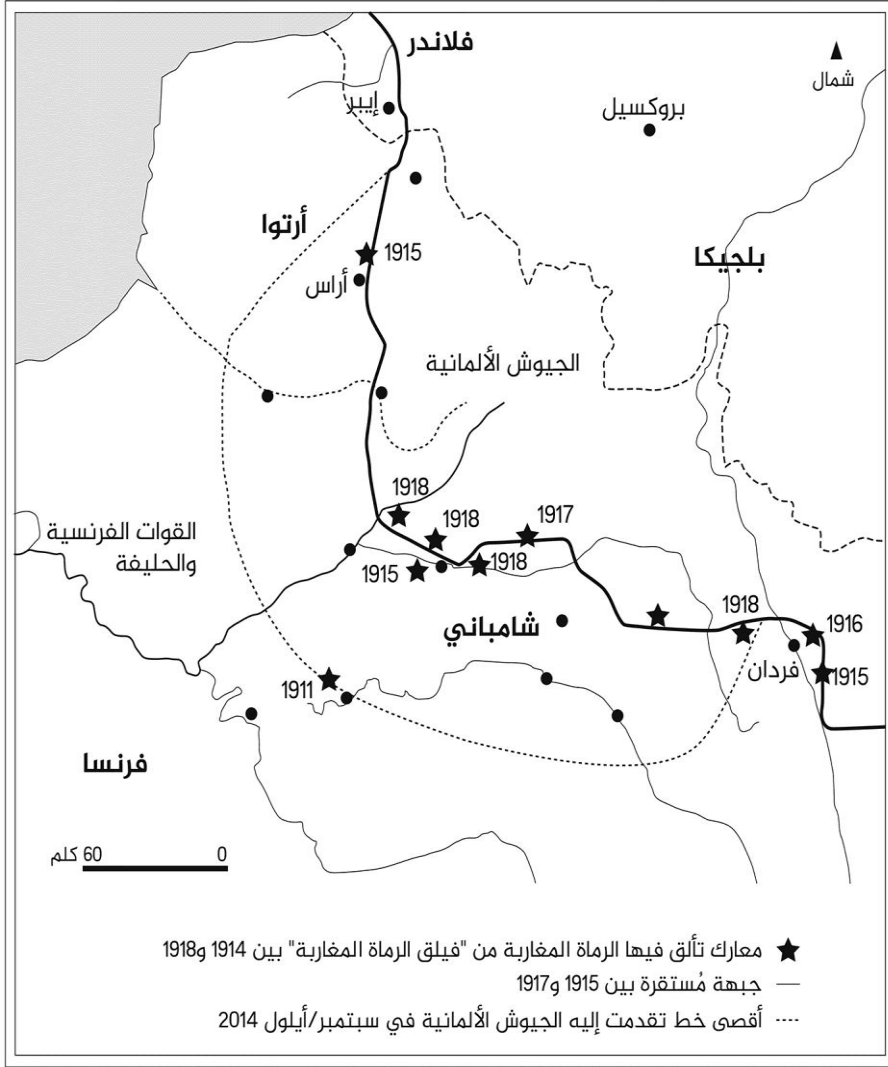 فلاندر
شمال
إيبر
بروكسيل
أرتوا
بلجيكا
1915
أراس
الجيوش الألمانية
1918
1918
1917
القوات الفرنسية
والحليفة
1915
1918
شامباني
1918
1916
فردان
1915
1911
فرنسا
60 كلم
0
معارك تألق فيها الرماة المغاربة من "فيلق الرماة المغاربة" بين 1914 و1918
جبهة مُستقرة بين 1915 و1917
أقصى خط تقدمت إليه الجيوش الألمانية في سبتمبر/أيلول 2014